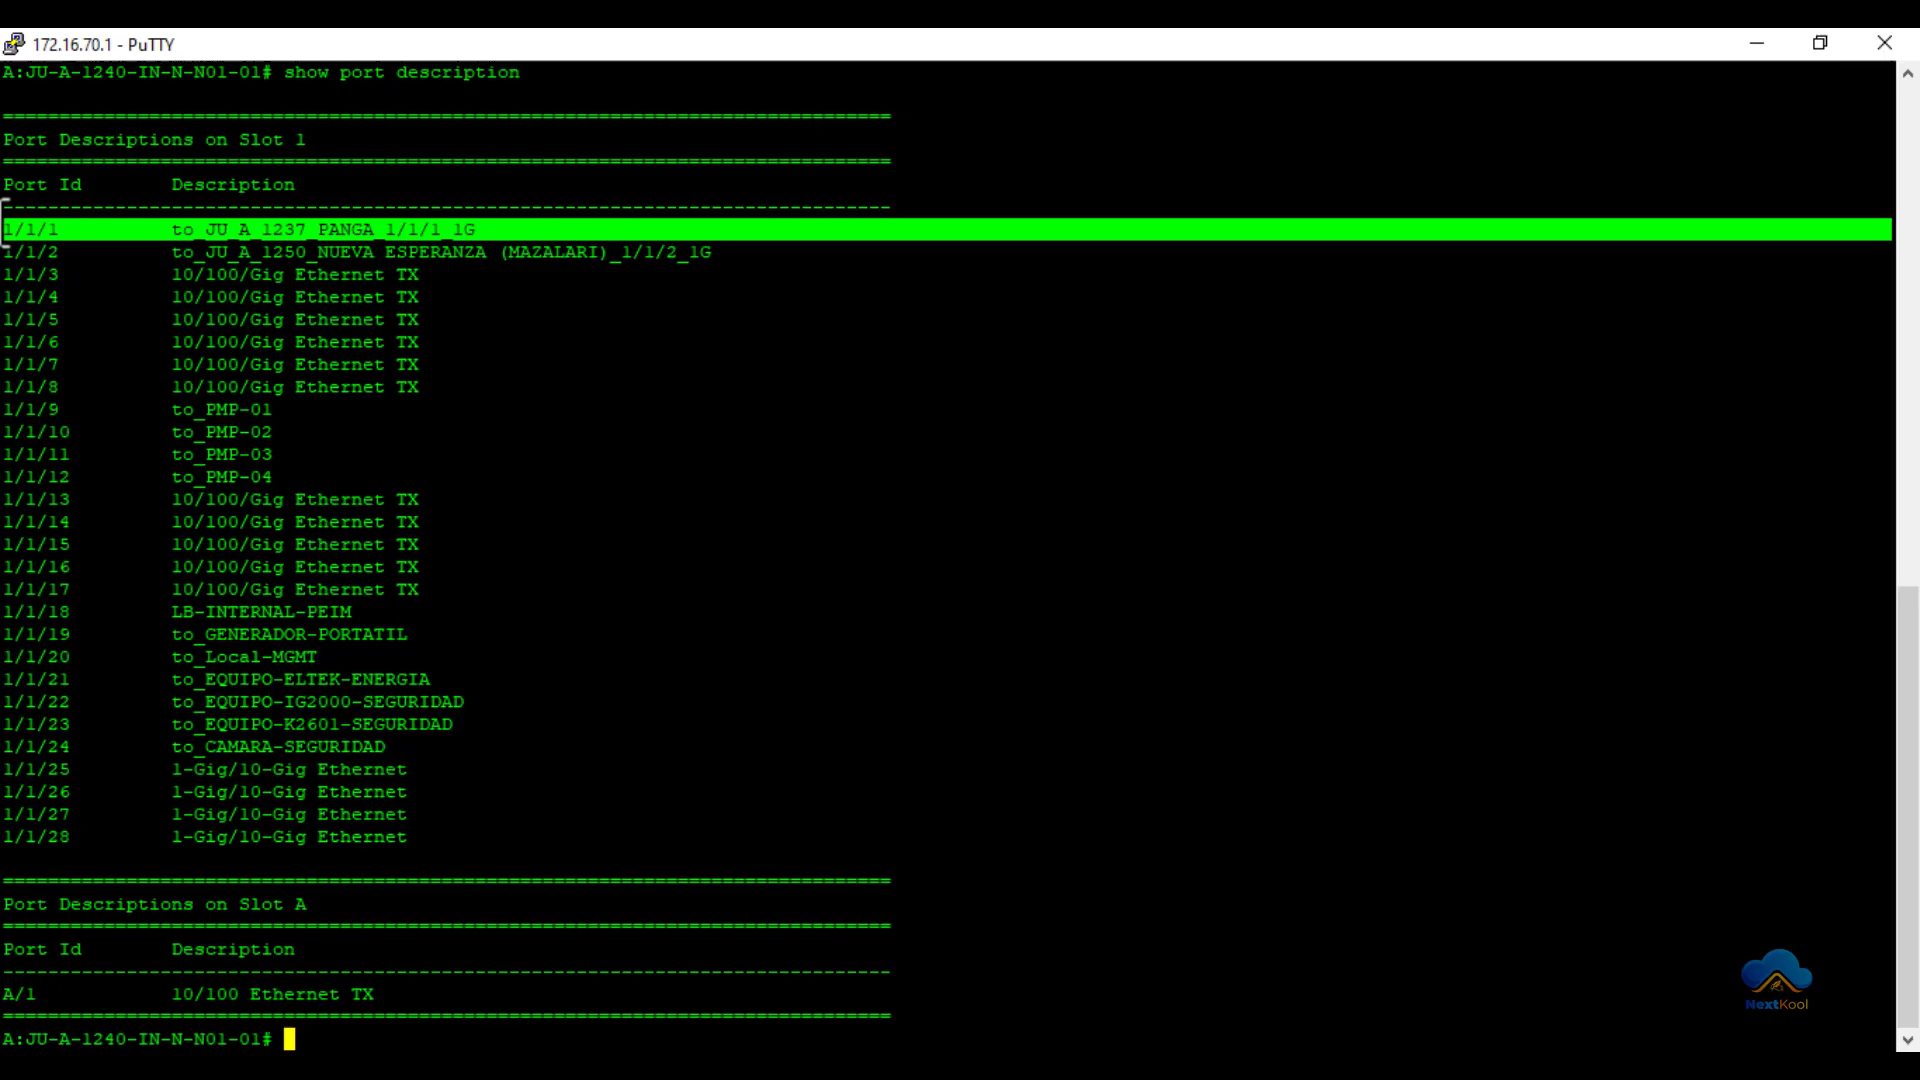 172.16.70.1 - PuTTY
A:JU-A-1240-IN-N-N01-01# show port description
===============================================================================
Port Descriptions on Slot 1
===============================================================================
Port Id        Description
-------------------------------------------------------------------------------
1/1/1          to_JU_A_1237_PANGA_1/1/1_1G
1/1/2          to_JU_A_1250_NUEVA ESPERANZA (MAZALARI)_1/1/2_1G
1/1/3          10/100/Gig Ethernet TX
1/1/4          10/100/Gig Ethernet TX
1/1/5          10/100/Gig Ethernet TX
1/1/6          10/100/Gig Ethernet TX
1/1/7          10/100/Gig Ethernet TX
1/1/8          10/100/Gig Ethernet TX
1/1/9          to_PMP-01
1/1/10         to_PMP-02
1/1/11         to_PMP-03
1/1/12         to_PMP-04
1/1/13         10/100/Gig Ethernet TX
1/1/14         10/100/Gig Ethernet TX
1/1/15         10/100/Gig Ethernet TX
1/1/16         10/100/Gig Ethernet TX
1/1/17         10/100/Gig Ethernet TX
1/1/18         LB-INTERNAL-PEIM
1/1/19         to_GENERADOR-PORTATIL
1/1/20         to_Local-MGMT
1/1/21         to_EQUIPO-ELTEK-ENERGIA
1/1/22         to_EQUIPO-IG2000-SEGURIDAD
1/1/23         to_EQUIPO-K2601-SEGURIDAD
1/1/24         to_CAMARA-SEGURIDAD
1/1/25         1-Gig/10-Gig Ethernet
1/1/26         1-Gig/10-Gig Ethernet
1/1/27         1-Gig/10-Gig Ethernet
1/1/28         1-Gig/10-Gig Ethernet
===============================================================================
Port Descriptions on Slot A
===============================================================================
Port Id        Description
-------------------------------------------------------------------------------
A/1            10/100 Ethernet TX
===============================================================================
A:JU-A-1240-IN-N-N01-01#
NextKool